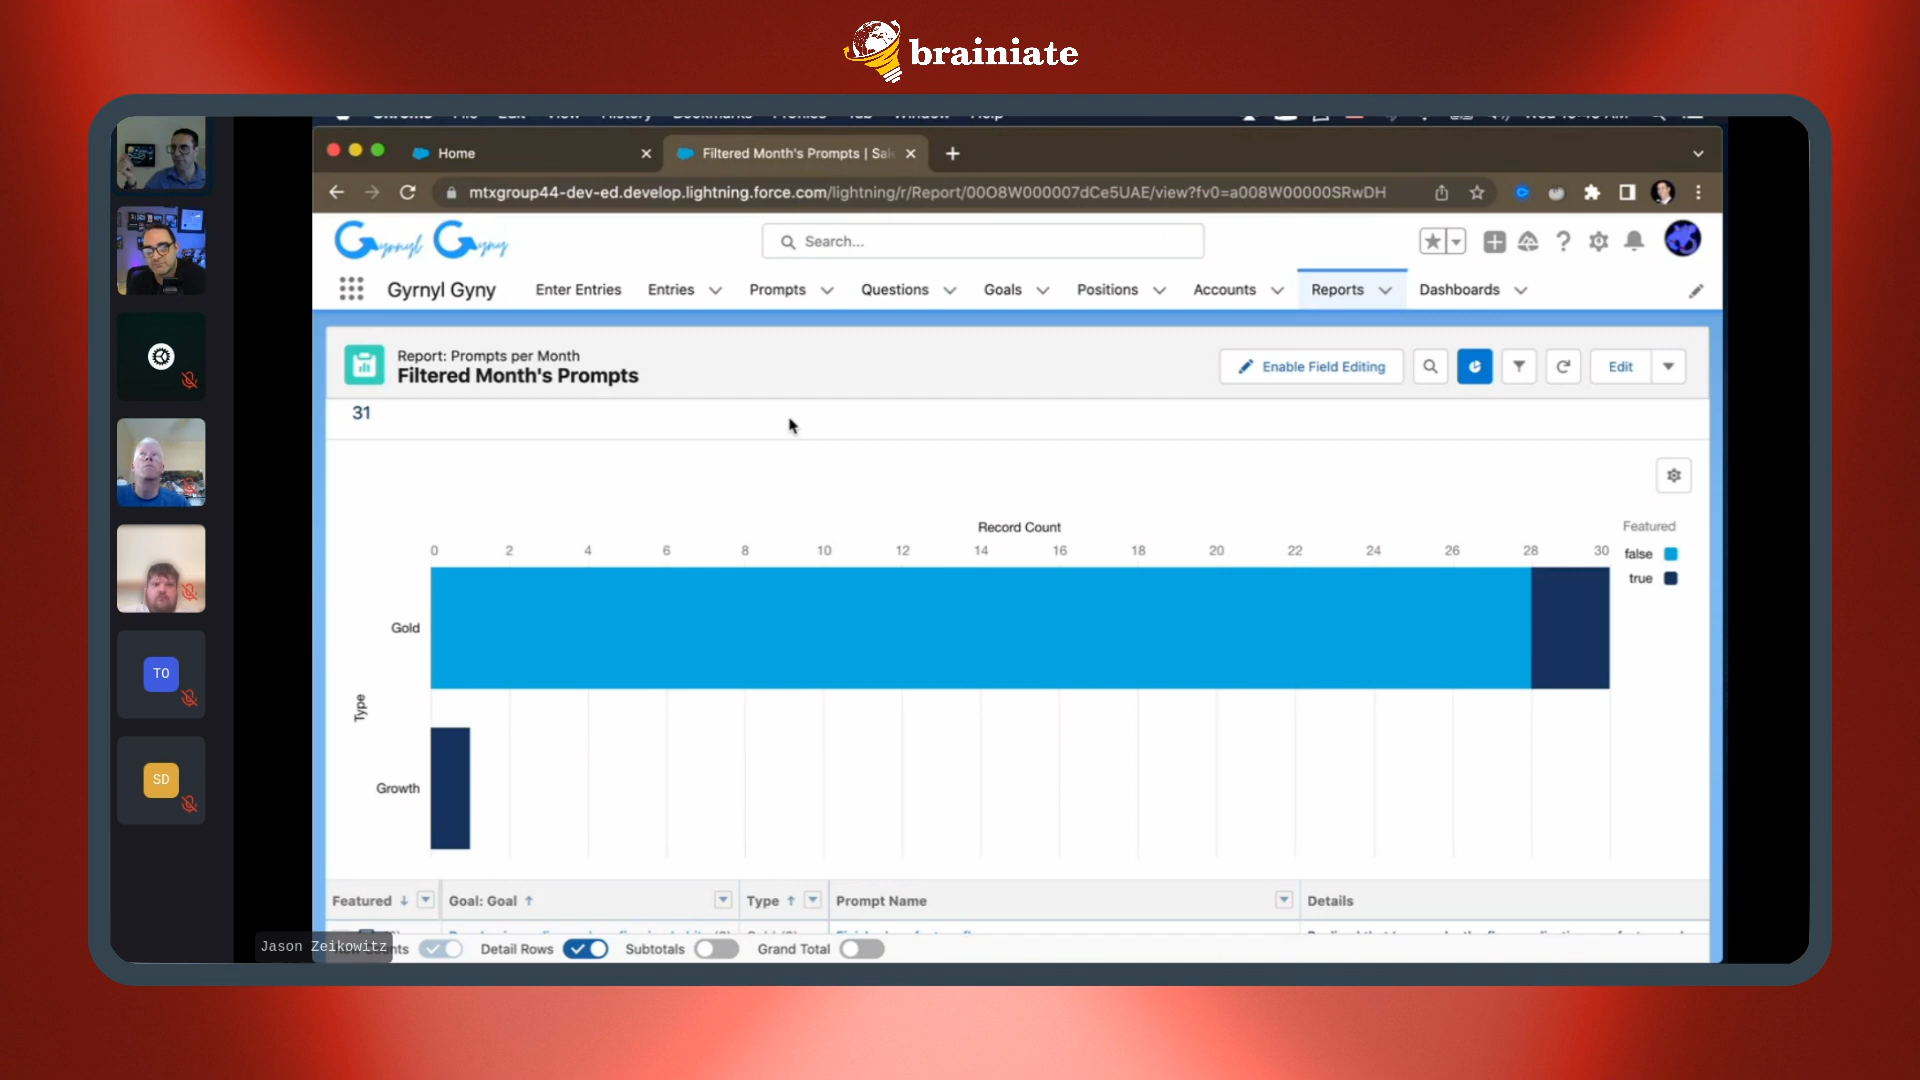 brainiate
Home
Filtered Month's Prompts | Sal
mtxgroup44-dev-ed.develop.lightning.force.com/lightning/r/Report/00O8W000007dCe5UAE/view?fv0=a008W00000SRwDH
Gyrnyl Gyny
Search...
Gyrnyl Gyny Enter Entries Entries Prompts Questions Goals Positions Accounts Reports Dashboards
Report: Prompts per Month
Filtered Month's Prompts
Enable Field Editing
Edit
31
Record Count
Featured
0 2 4 6 8 10 12 14 16 18 20 22 24 26 28 30
false
true
Gold
Type
Growth
TO
SD
Featured Goal: Goal Type Prompt Name Details
Jason Zeikowitz
Detail Rows Subtotals Grand Total